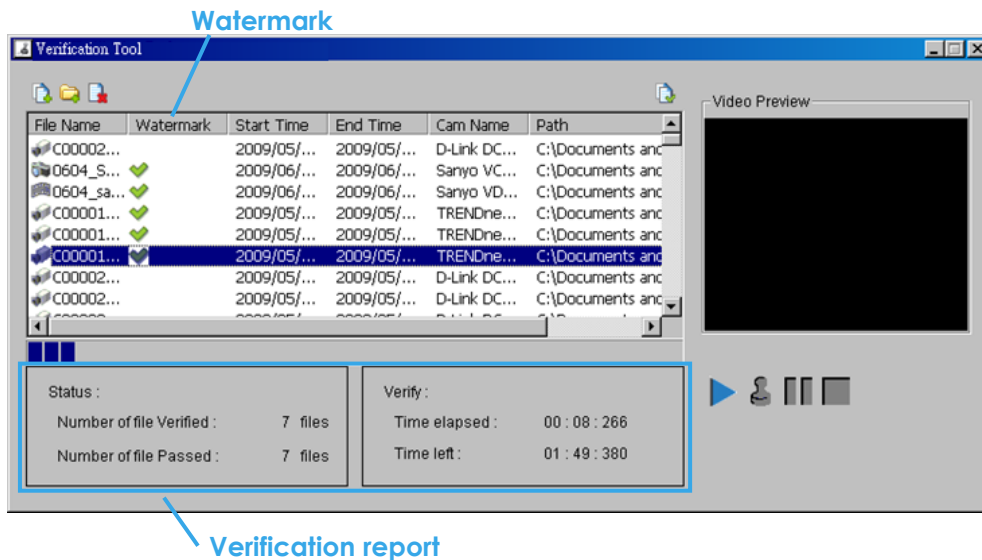 Watermark
Verification Tool
Video Preview
File Name Watermark Start Time End Time Cam Name Path
C00002... 2009/05/... 2009/05/... D-Link DC... C:\Documents and
0604_S... 2009/06/... 2009/06/... Sanyo VC... C:\Documents and
0604_sa... 2009/06/... 2009/06/... Sanyo VD... C:\Documents and
C00001... 2009/05/... 2009/05/... TRENDne... C:\Documents and
C00001... 2009/05/... 2009/05/... TRENDne... C:\Documents and
C00001... 2009/05/... 2009/05/... TRENDne... C:\Documents and
C00002... 2009/05/... 2009/05/... D-Link DC... C:\Documents and
C00002... 2009/05/... 2009/05/... D-Link DC... C:\Documents and
Status :
Number of file Verified : 7 files
Number of file Passed : 7 files
Verify :
Time elapsed : 00 : 08 : 266
Time left : 01 : 49 : 380
Verification report